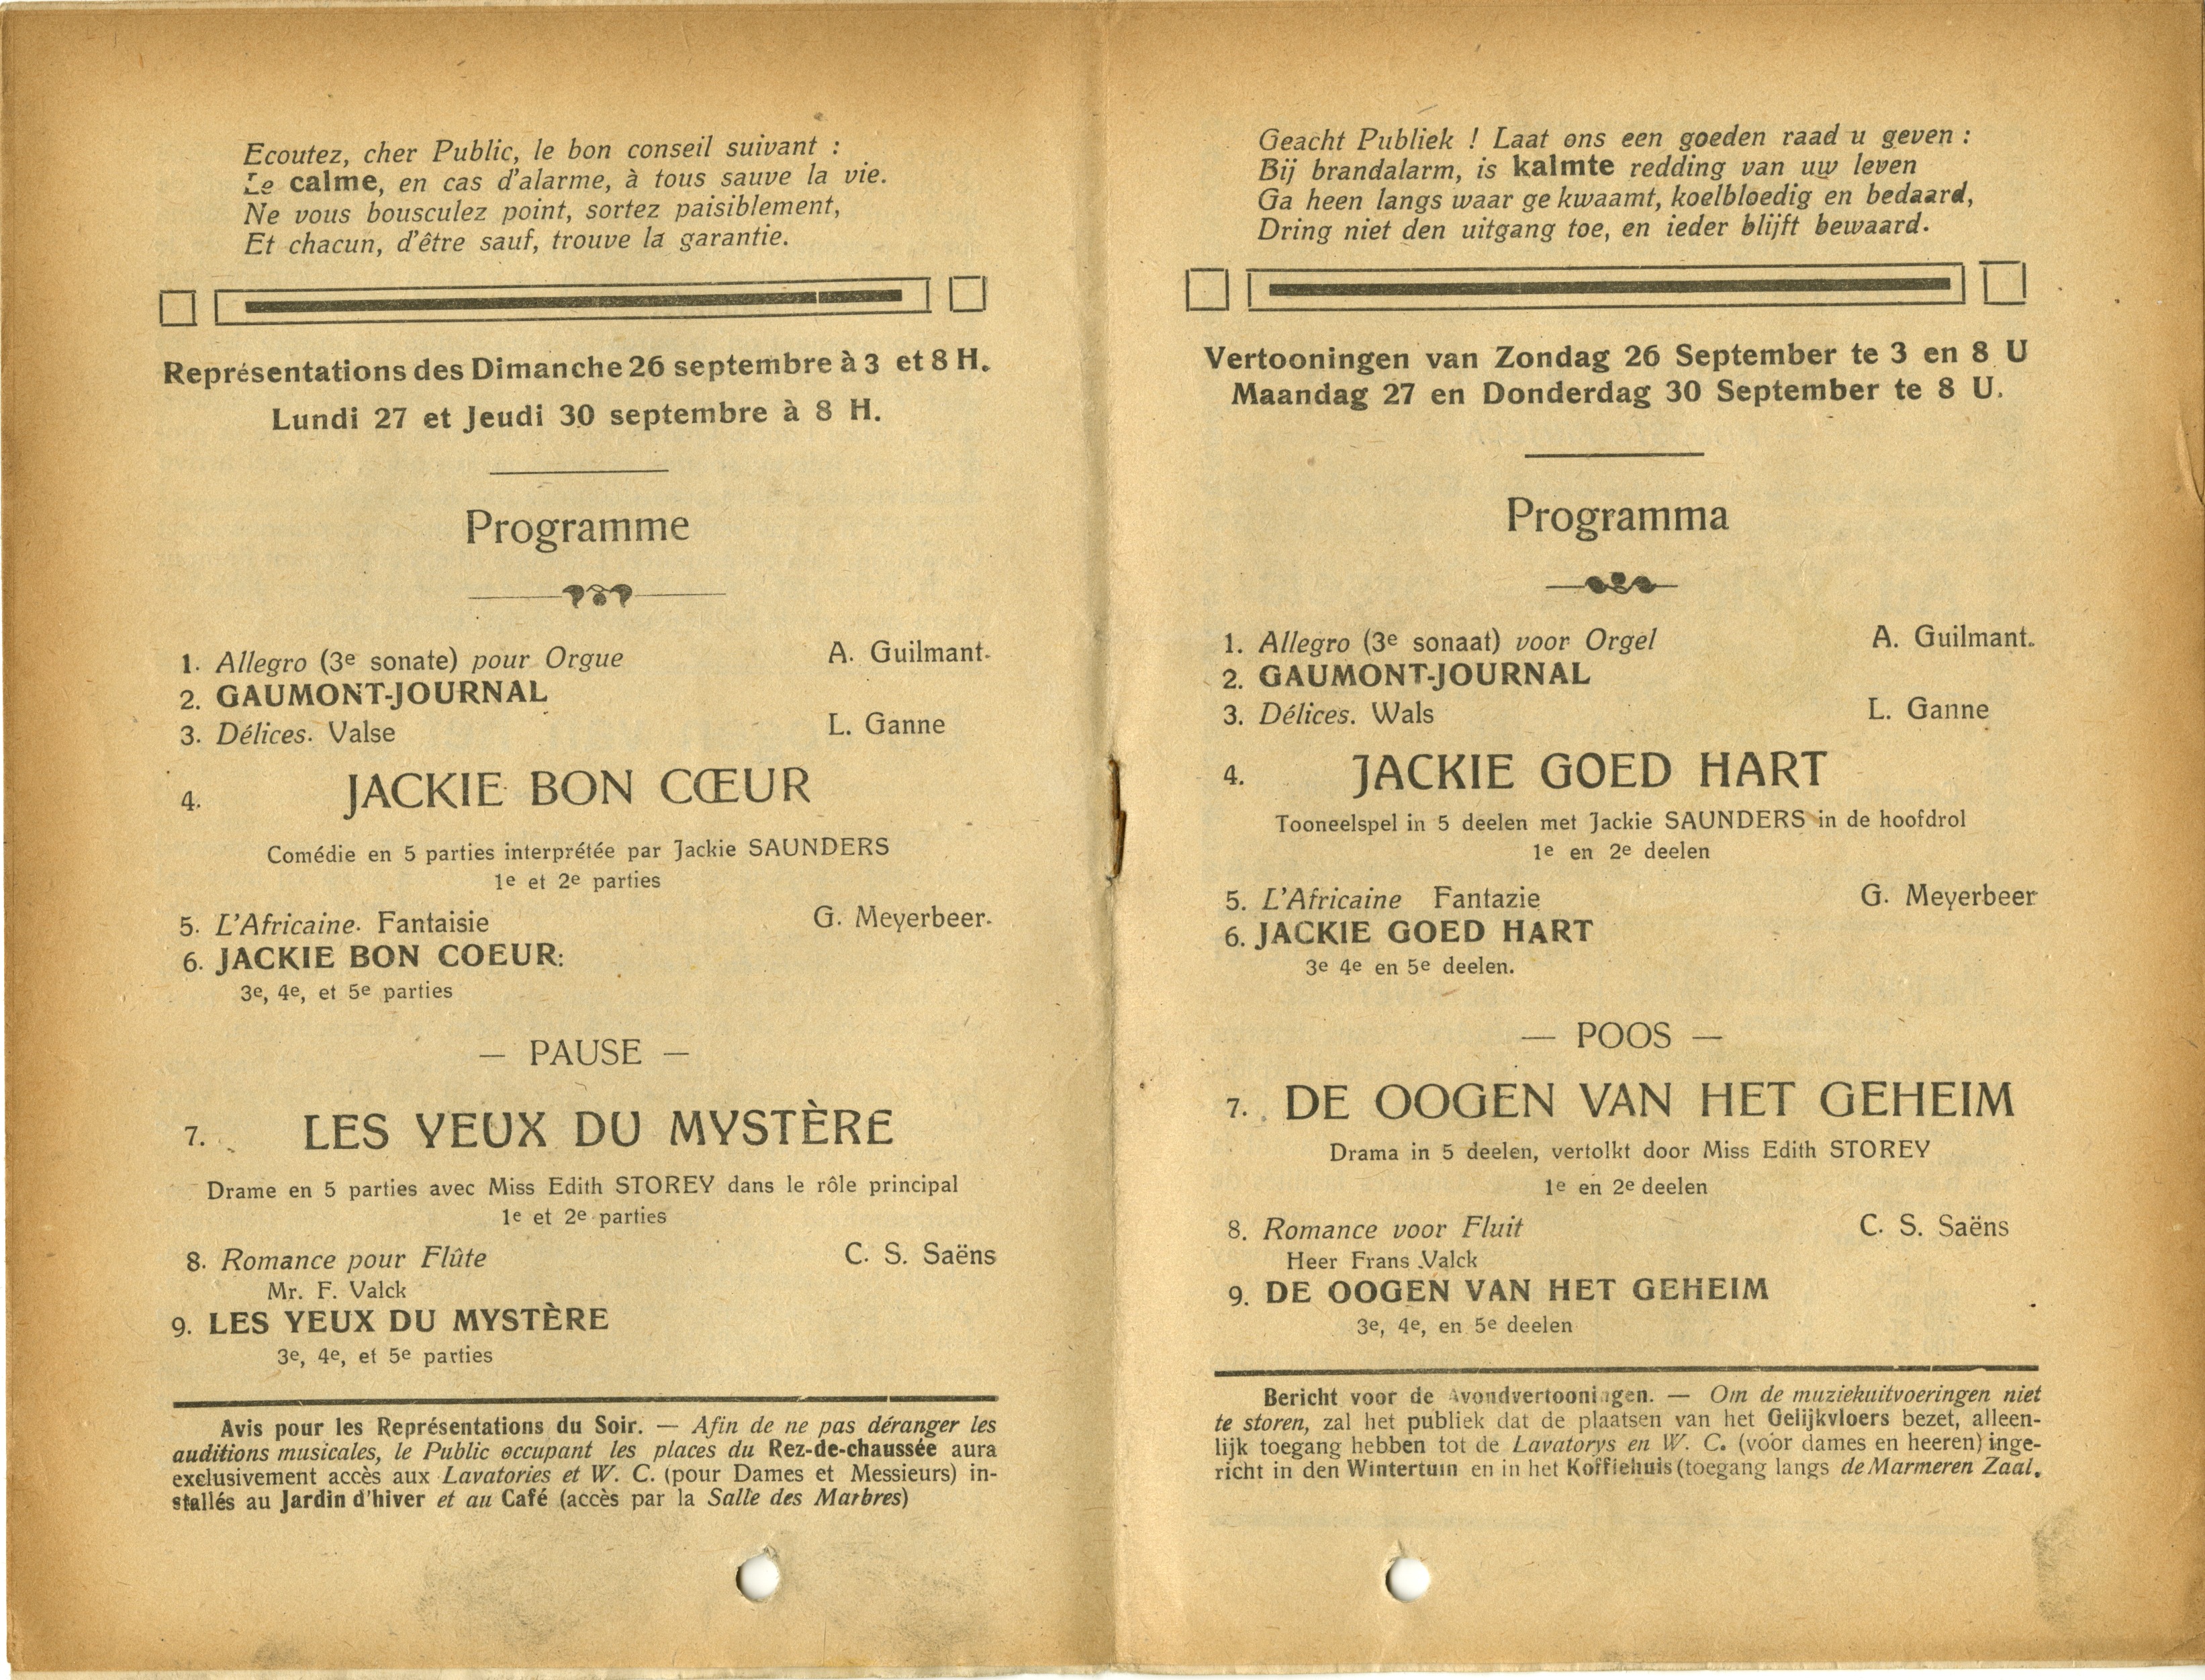 Ecoutez, cher Public, le bon conseil suivant :
Le calme, en cas d'alarme, à tous sauve la vie.
Ne vous bousculez point, sortez paisiblement,
Et chacun, d'être sauf, trouve la garantie.
Représentations des Dimanche 26 septembre à 3 et 8 H.
Lundi 27 et Jeudi 30 septembre à 8 H.
Programme
1. Allegro (3e sonate) pour Orgue A. Guilmant.
2. GAUMONT-JOURNAL
3. Délices. Valse L. Ganne
4. JACKIE BON CŒUR
Comédie en 5 parties interprétée par Jackie SAUNDERS
1e et 2e parties
5. L'Africaine. Fantaisie G. Meyerbeer.
6. JACKIE BON COEUR:
3e, 4e, et 5e parties
— PAUSE —
7. LES YEUX DU MYSTÈRE
Drame en 5 parties avec Miss Edith STOREY dans le rôle principal
1e et 2e parties
8. Romance pour Flûte C. S. Saëns
Mr. F. Valck
9. LES YEUX DU MYSTÈRE
3e, 4e, et 5e parties
Avis pour les Représentations du Soir. — Afin de ne pas déranger les
auditions musicales, le Public occupant les places du Rez-de-chaussée aura
exclusivement accès aux Lavatories et W. C. (pour Dames et Messieurs) in-
stallés au Jardin d'hiver et au Café (accès par la Salle des Marbres)
Geacht Publiek ! Laat ons een goeden raad u geven :
Bij brandalarm, is kalmte redding van uw leven
Ga heen langs waar ge kwaamt, koelbloedig en bedaard,
Dring niet den uitgang toe, en ieder blijft bewaard.
Vertooningen van Zondag 26 September te 3 en 8 U
Maandag 27 en Donderdag 30 September te 8 U.
Programma
1. Allegro (3e sonaat) voor Orgel A. Guilmant.
2. GAUMONT-JOURNAL
3. Délices. Wals L. Ganne
4. JACKIE GOED HART
Tooneelspel in 5 deelen met Jackie SAUNDERS in de hoofdrol
1e en 2e deelen
5. L'Africaine Fantazie G. Meyerbeer
6. JACKIE GOED HART
3e 4e en 5e deelen.
— POOS —
7. DE OOGEN VAN HET GEHEIM
Drama in 5 deelen, vertolkt door Miss Edith STOREY
1e en 2e deelen
8. Romance voor Fluit C. S. Saëns
Heer Frans Valck
9. DE OOGEN VAN HET GEHEIM
3e, 4e, en 5e deelen
Bericht voor de Avondvertooningen. — Om de muziekuitvoeringen niet
te storen, zal het publiek dat de plaatsen van het Gelijkvloers bezet, alleen-
lijk toegang hebben tot de Lavatorys en W. C. (voor dames en heeren) inge-
richt in den Wintertuin en in het Koffiehuis (toegang langs de Marmeren Zaal.